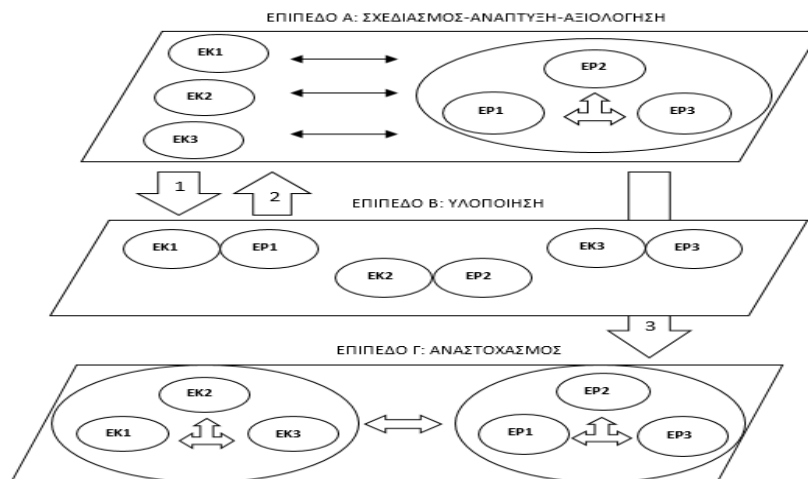 ΕΠΙΠΕΔΟ Α: ΣΧΕΔΙΑΣΜΟΣ-ΑΝΑΠΤΥΞΗ-ΑΞΙΟΛΟΓΗΣΗ
ΕΚ1
ΕΚ2
ΕΚ3
ΕΡ2
ΕΡ1
ΕΡ3
1
2
ΕΠΙΠΕΔΟ Β: ΥΛΟΠΟΙΗΣΗ
ΕΚ1
ΕΡ1
ΕΚ2
ΕΡ2
ΕΚ3
ΕΡ3
3
ΕΠΙΠΕΔΟ Γ: ΑΝΑΣΤΟΧΑΣΜΟΣ
ΕΚ2
ΕΚ1
ΕΚ3
ΕΡ2
ΕΡ1
ΕΡ3